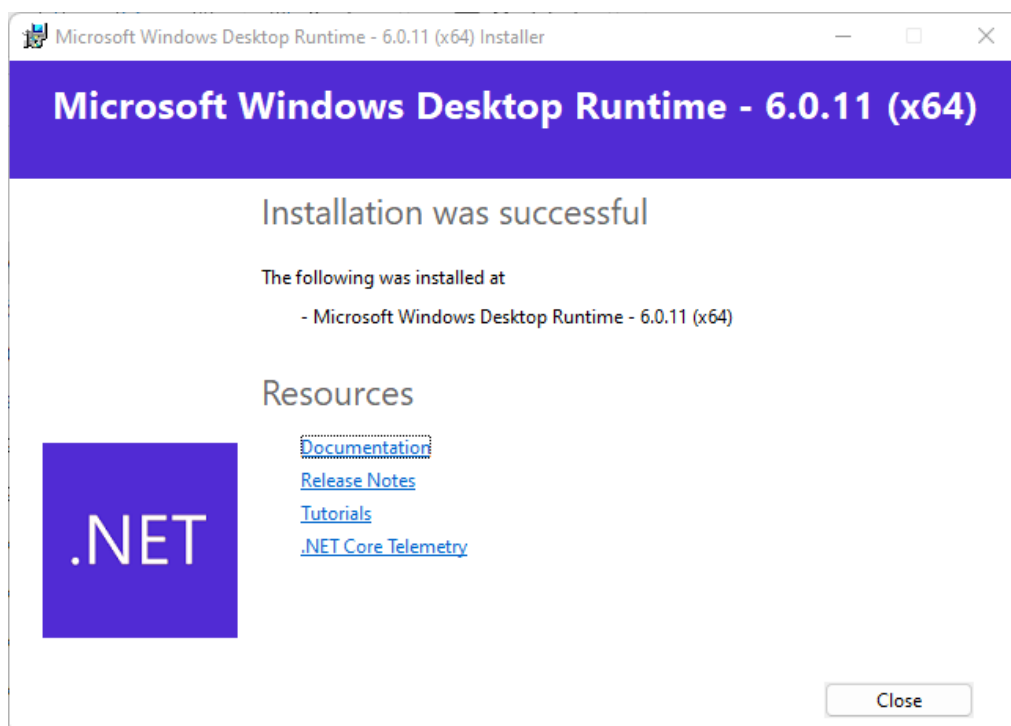 Microsoft Windows Desktop Runtime - 6.0.11 (x64) Installer
Microsoft Windows Desktop Runtime - 6.0.11 (x64)
Installation was successful
The following was installed at
- Microsoft Windows Desktop Runtime - 6.0.11 (x64)
Resources
Documentation
Release Notes
Tutorials
.NET Core Telemetry
.NET
Close